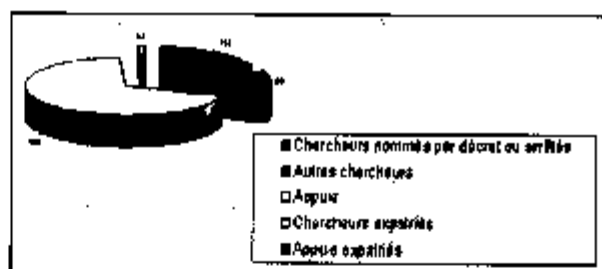 Chercheurs nommés par décret ou arrêtés
Autres chercheurs
Appui
Chercheurs expatriés
Appuis expatriés